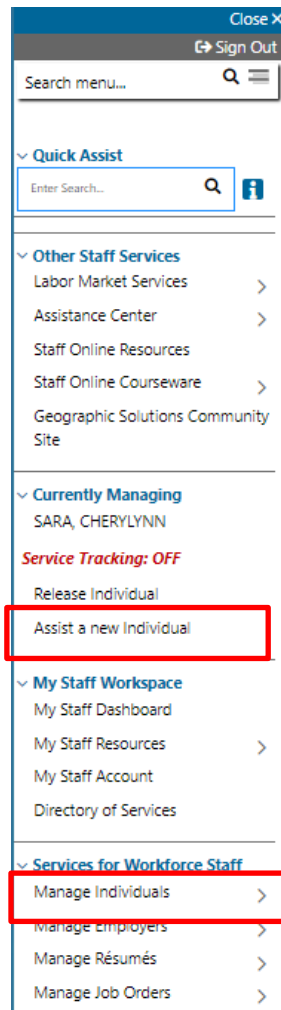 Close ×
Sign Out
Search menu...
Quick Assist
Enter Search...
i
Other Staff Services
Labor Market Services
Assistance Center
Staff Online Resources
Staff Online Courseware
Geographic Solutions Community
Site
Currently Managing
SARA, CHERYLYNN
Service Tracking: OFF
Release Individual
Assist a new Individual
My Staff Workspace
My Staff Dashboard
My Staff Resources
My Staff Account
Directory of Services
Services for Workforce Staff
Manage Individuals
Manage Employers
Manage Résumés
Manage Job Orders